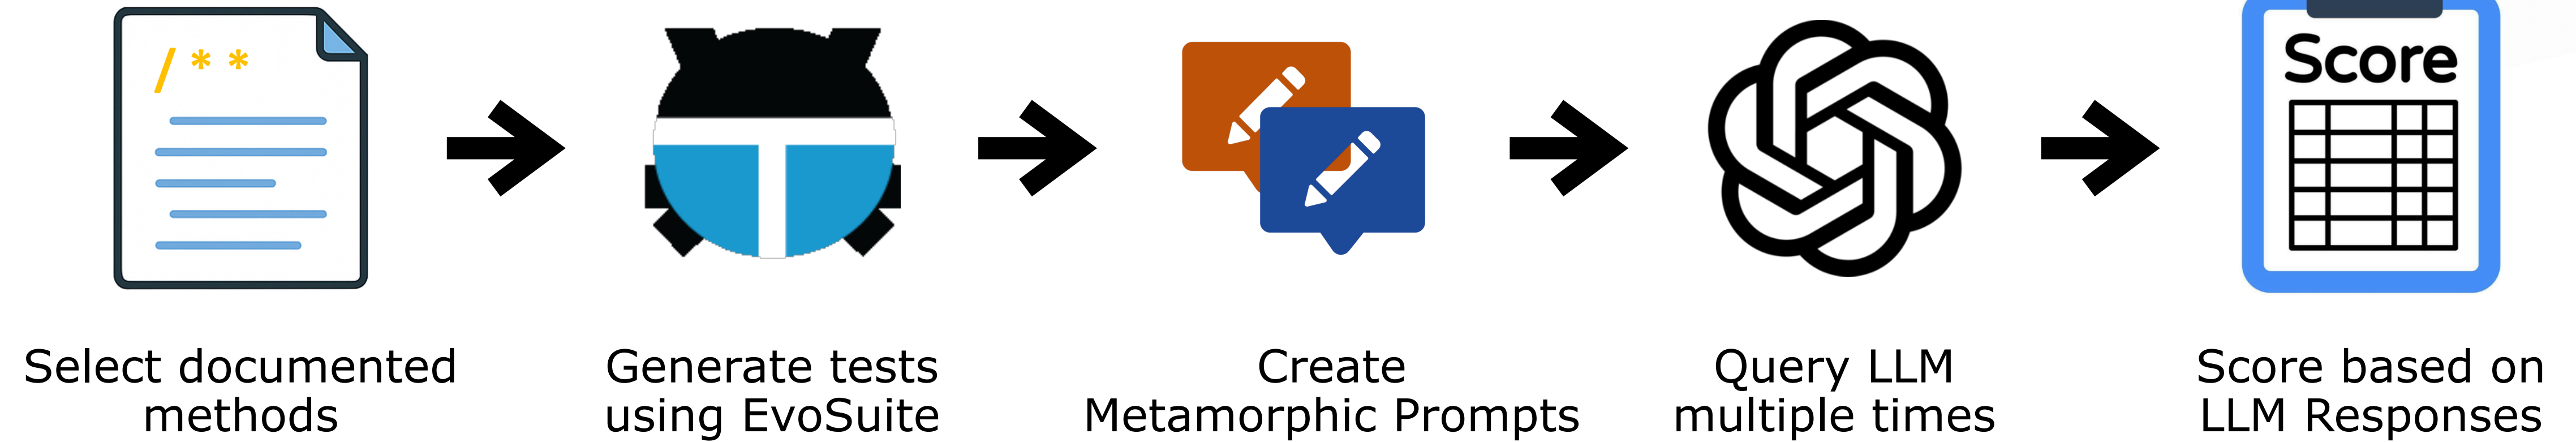 /**
Score
Select documented
methods
Generate tests
using EvoSuite
Create
Metamorphic Prompts
Query LLM
multiple times
Score based on
LLM Responses